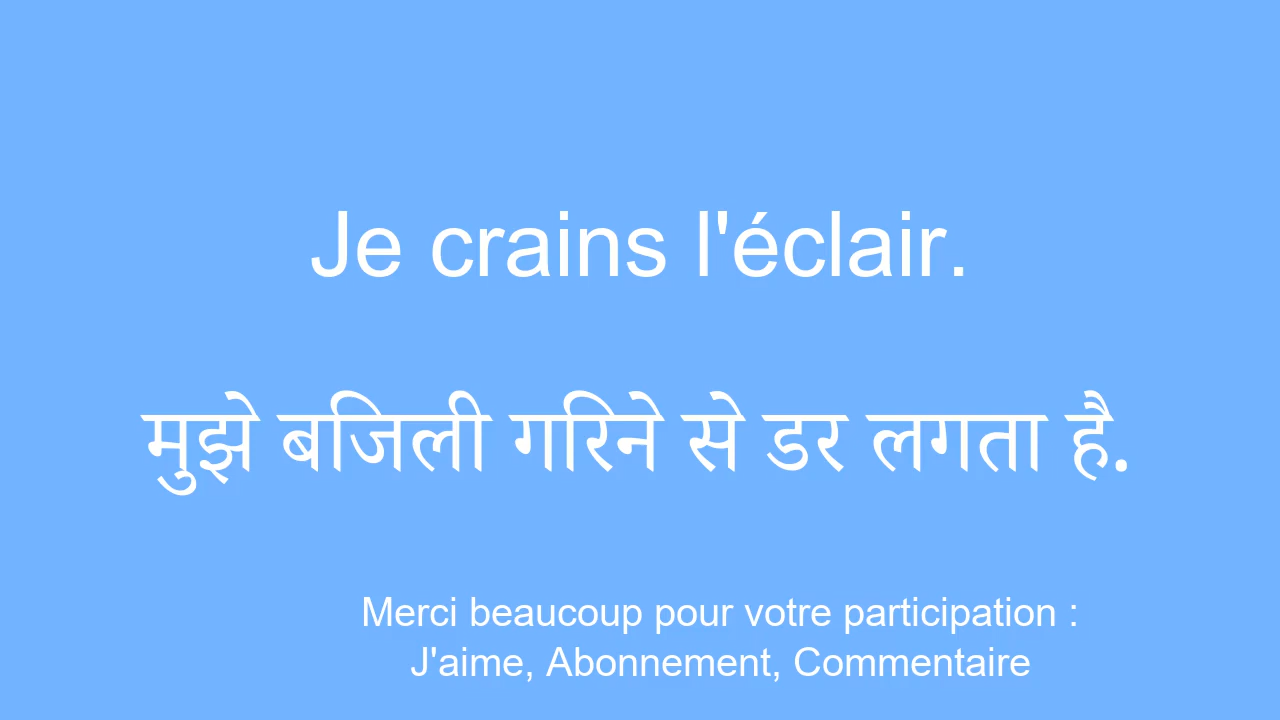 Je crains l'éclair.
मुझे बजिली गरिने से डर लगता है.
Merci beaucoup pour votre participation :
J'aime, Abonnement, Commentaire